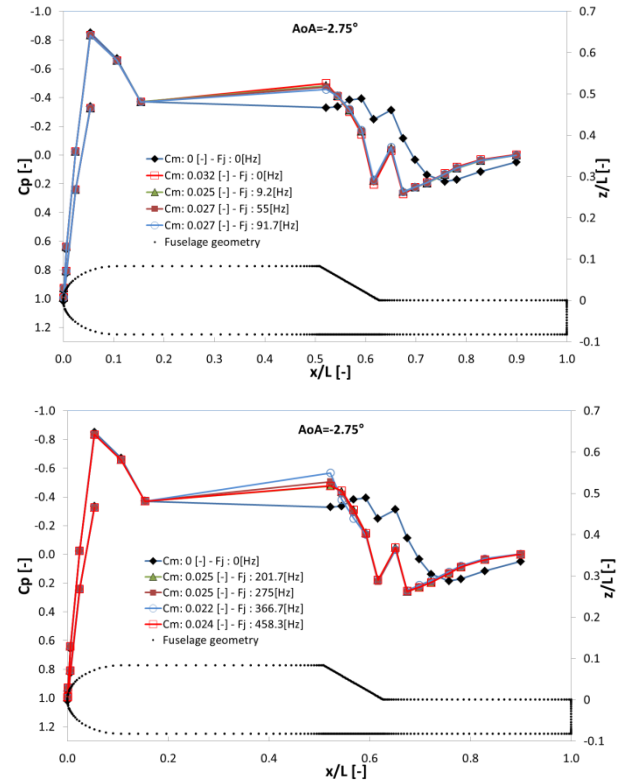 AoA=-2.75°
Cp [-]
z/L [-]
-1.0
-0.8
-0.6
-0.4
-0.2
0.0
0.2
0.4
0.6
0.8
1.0
1.2
0.7
0.6
0.5
0.4
0.3
0.2
0.1
0
-0.1
Cm: 0 [-] - Fj : 0[Hz]
Cm: 0.032 [-] - Fj : 0[Hz]
Cm: 0.025 [-] - Fj : 9.2[Hz]
Cm: 0.027 [-] - Fj : 55[Hz]
Cm: 0.027 [-] - Fj : 91.7[Hz]
Fuselage geometry
0.0 0.1 0.2 0.3 0.4 0.5 0.6 0.7 0.8 0.9 1.0
x/L [-]
AoA=-2.75°
Cp [-]
z/L [-]
-1.0
-0.8
-0.6
-0.4
-0.2
0.0
0.2
0.4
0.6
0.8
1.0
1.2
0.7
0.6
0.5
0.4
0.3
0.2
0.1
0
-0.1
Cm: 0 [-] - Fj : 0[Hz]
Cm: 0.025 [-] - Fj : 201.7[Hz]
Cm: 0.025 [-] - Fj : 275[Hz]
Cm: 0.022 [-] - Fj : 366.7[Hz]
Cm: 0.024 [-] - Fj : 458.3[Hz]
Fuselage geometry
0.0 0.2 0.4 0.6 0.8 1.0
x/L [-]